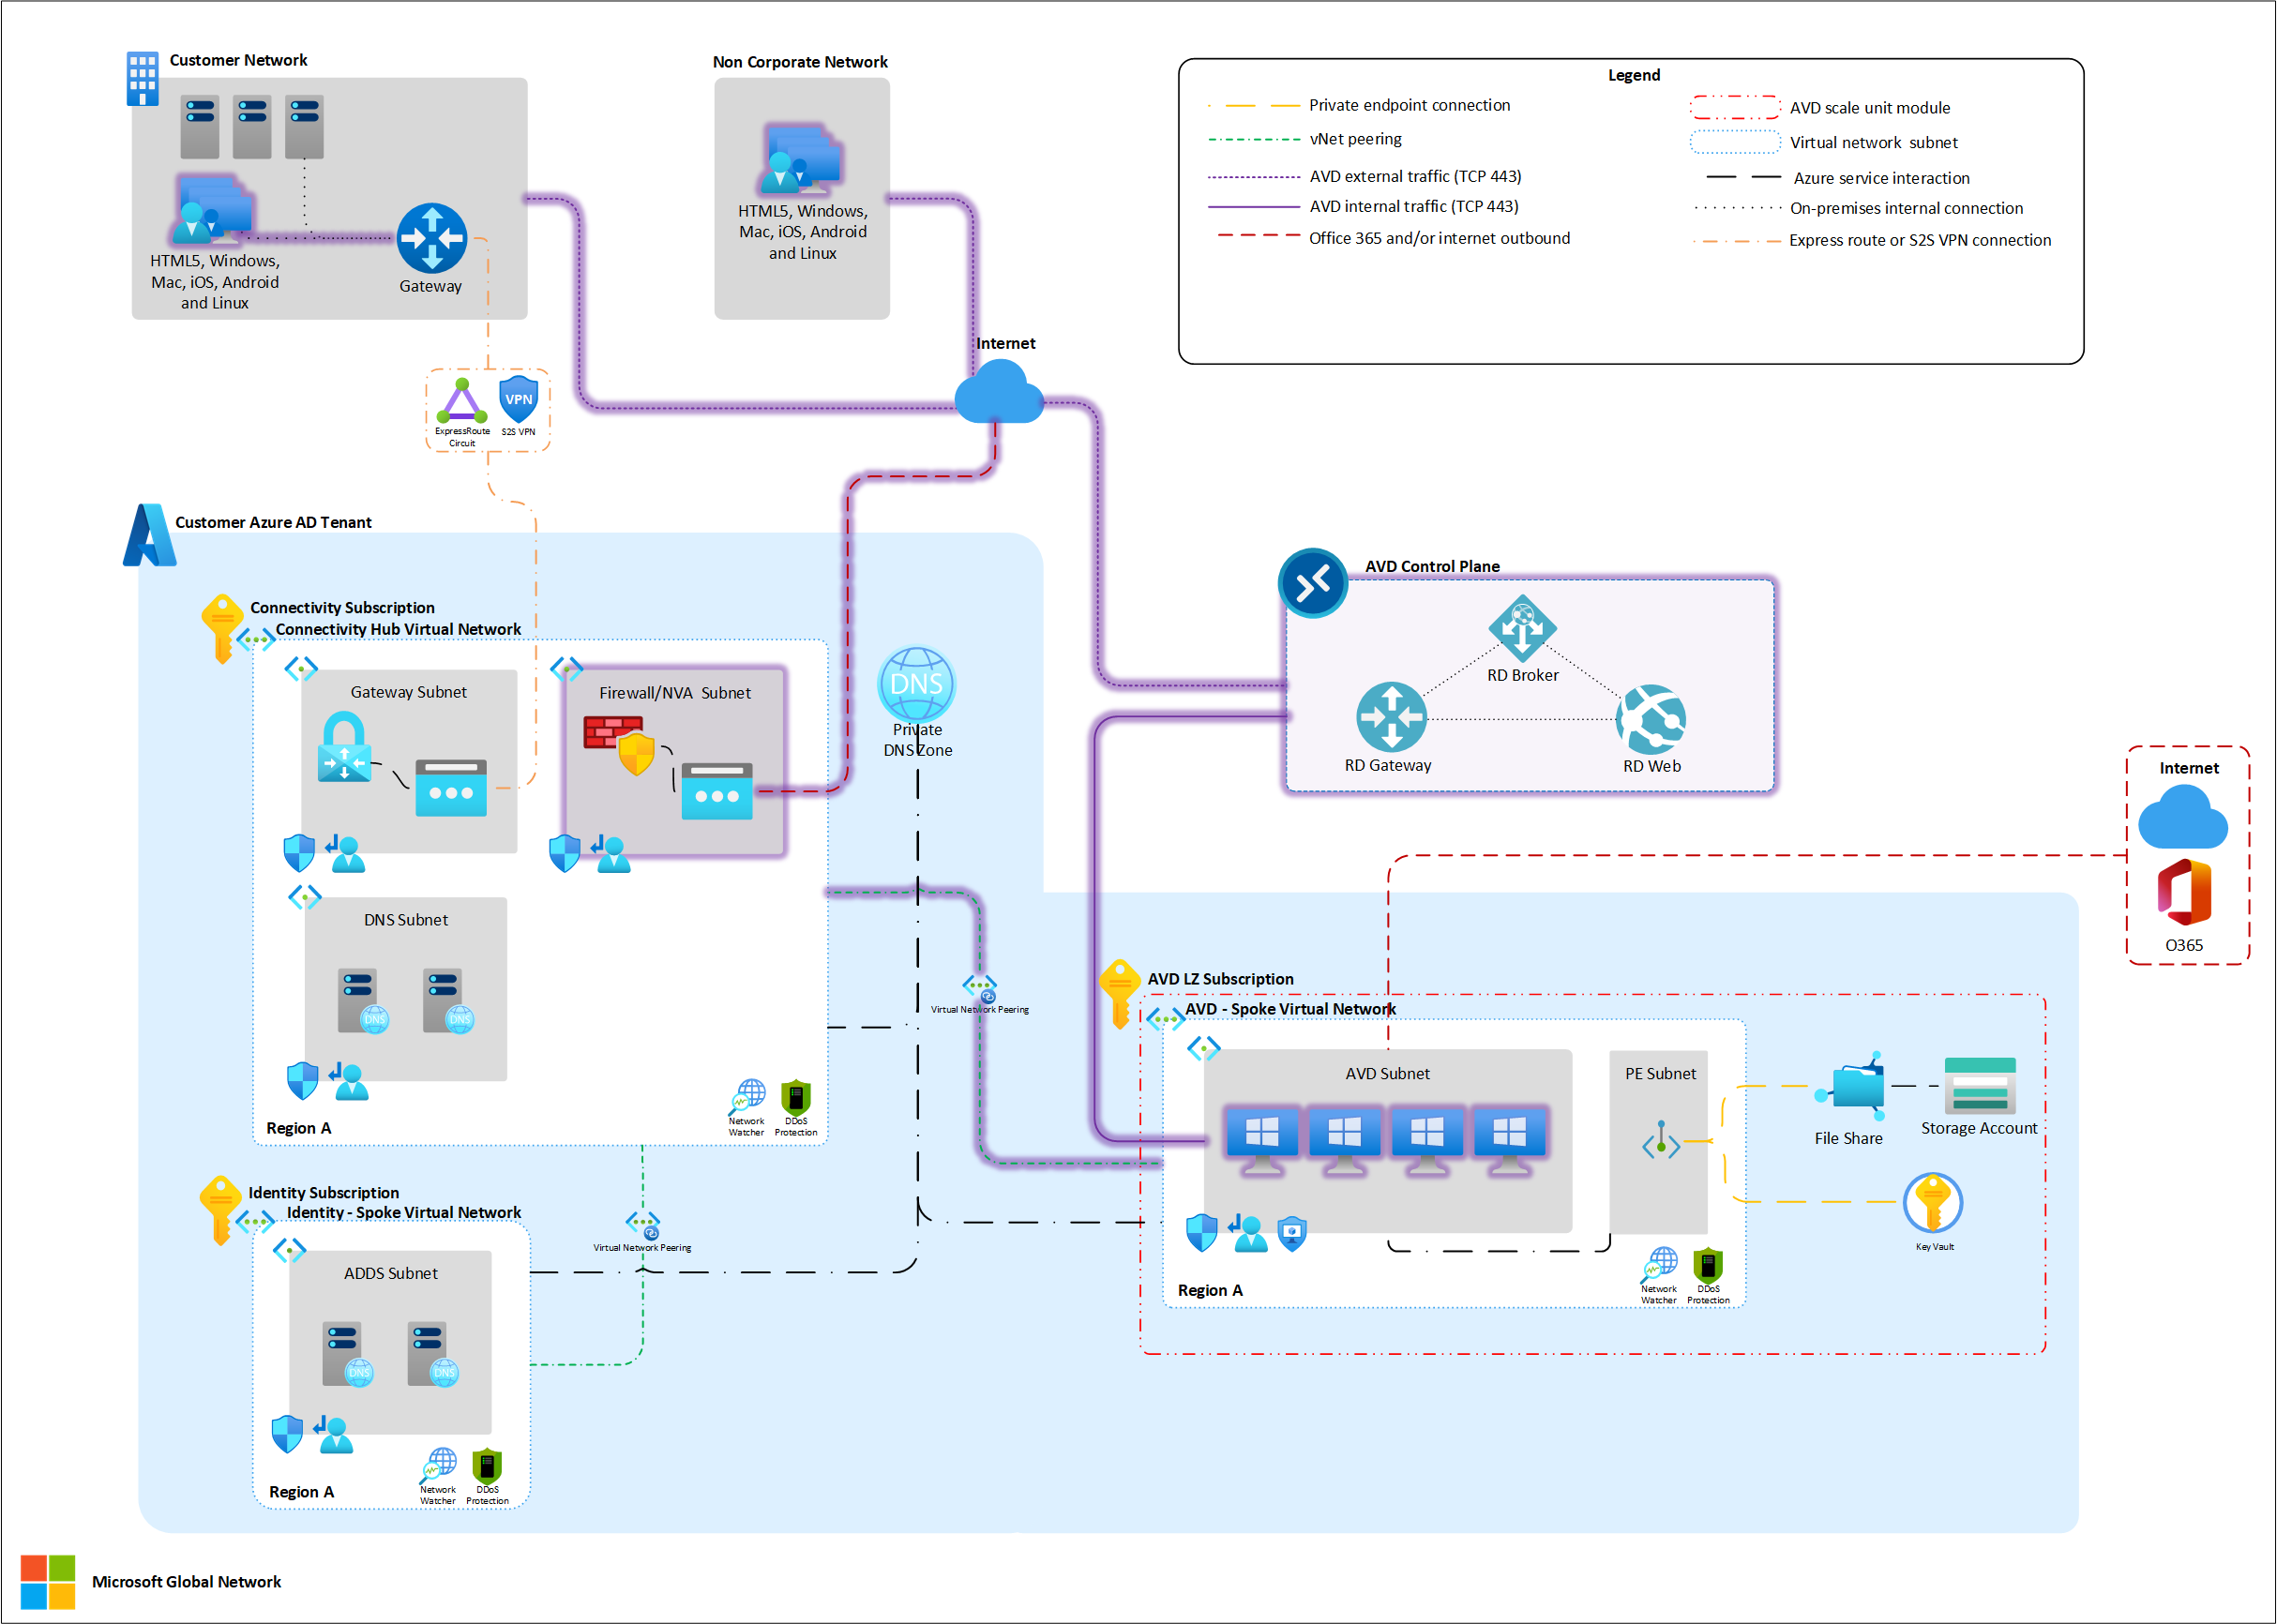 Customer Network
HTML5, Windows,
Mac, iOS, Android
and Linux
Gateway
Non Corporate Network
HTML5, Windows,
Mac, iOS, Android
and Linux
Legend
Private endpoint connection
vNet peering
AVD external traffic (TCP 443)
AVD internal traffic (TCP 443)
Office 365 and/or internet outbound
AVD scale unit module
Virtual network subnet
Azure service interaction
On-premises internal connection
Express route or S2S VPN connection
Internet
VPN
ExpressRoute
Circuit
S2S VPN
Customer Azure AD Tenant
Connectivity Subscription
Connectivity Hub Virtual Network
Gateway Subnet
Firewall/NVA Subnet
DNS
Private
DNS Zone
AVD Control Plane
RD Broker
RD Gateway
RD Web
Internet
O365
DNS Subnet
DNS
DNS
Network
Watcher
DDoS
Protection
Region A
Virtual Network Peering
AVD LZ Subscription
AVD - Spoke Virtual Network
AVD Subnet
PE Subnet
File Share
Storage Account
Key Vault
Network
Watcher
DDoS
Protection
Region A
Identity Subscription
Identity - Spoke Virtual Network
Virtual Network Peering
ADDS Subnet
DNS
DNS
Network
Watcher
DDoS
Protection
Region A
Microsoft Global Network